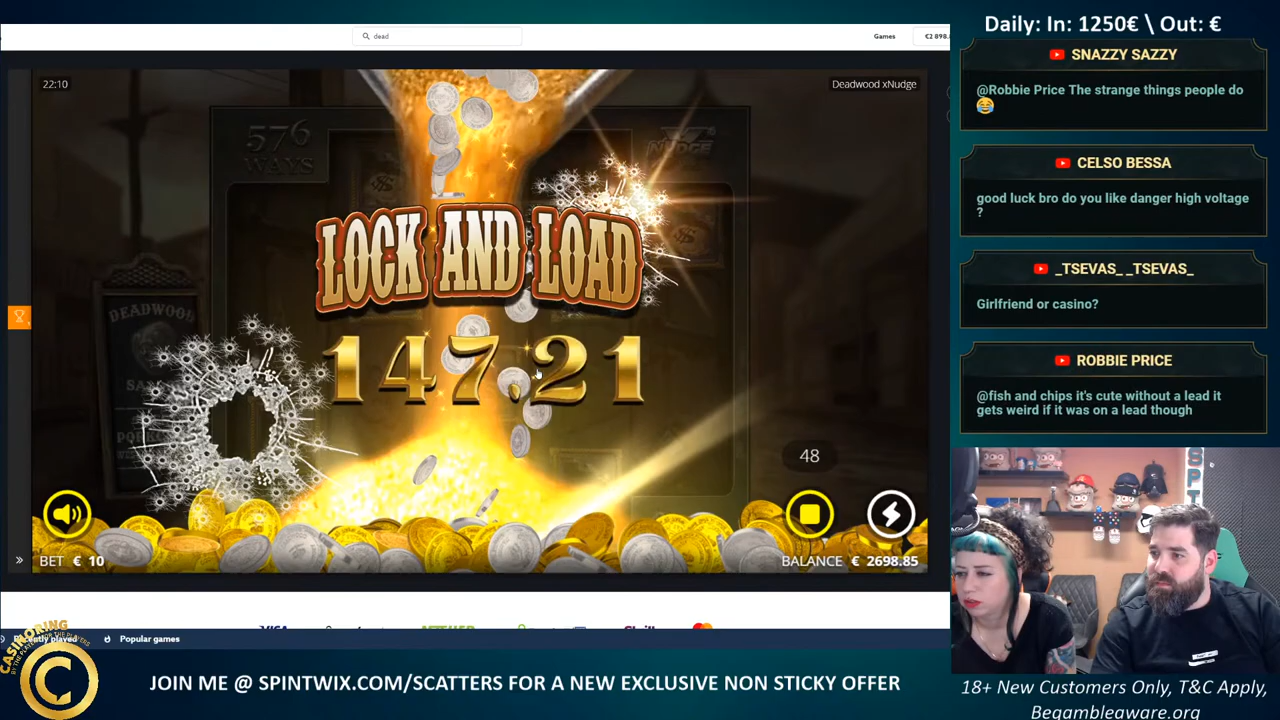 Daily: In: 1250€ \ Out: €
dead
Games
22:10
Deadwood xNudge
576
WAYS
NUDGE
DEADWOOD
LOCK AND LOAD
147.21
48
BET € 10
BALANCE € 2698.85
SNAZZY SAZZY
@Robbie Price The strange things people do
😂
CELSO BESSA
good luck bro do you like danger high voltage
?
_TSEVAS_ _TSEVAS_
Girlfriend or casino?
ROBBIE PRICE
@fish and chips it's cute without a lead it
gets weird if it was on a lead though
played
Popular games
CASINORING
JOIN ME @ SPINTWIX.COM/SCATTERS FOR A NEW EXCLUSIVE NON STICKY OFFER
18+ New Customers Only, T&C Apply,
Begambleaware.org